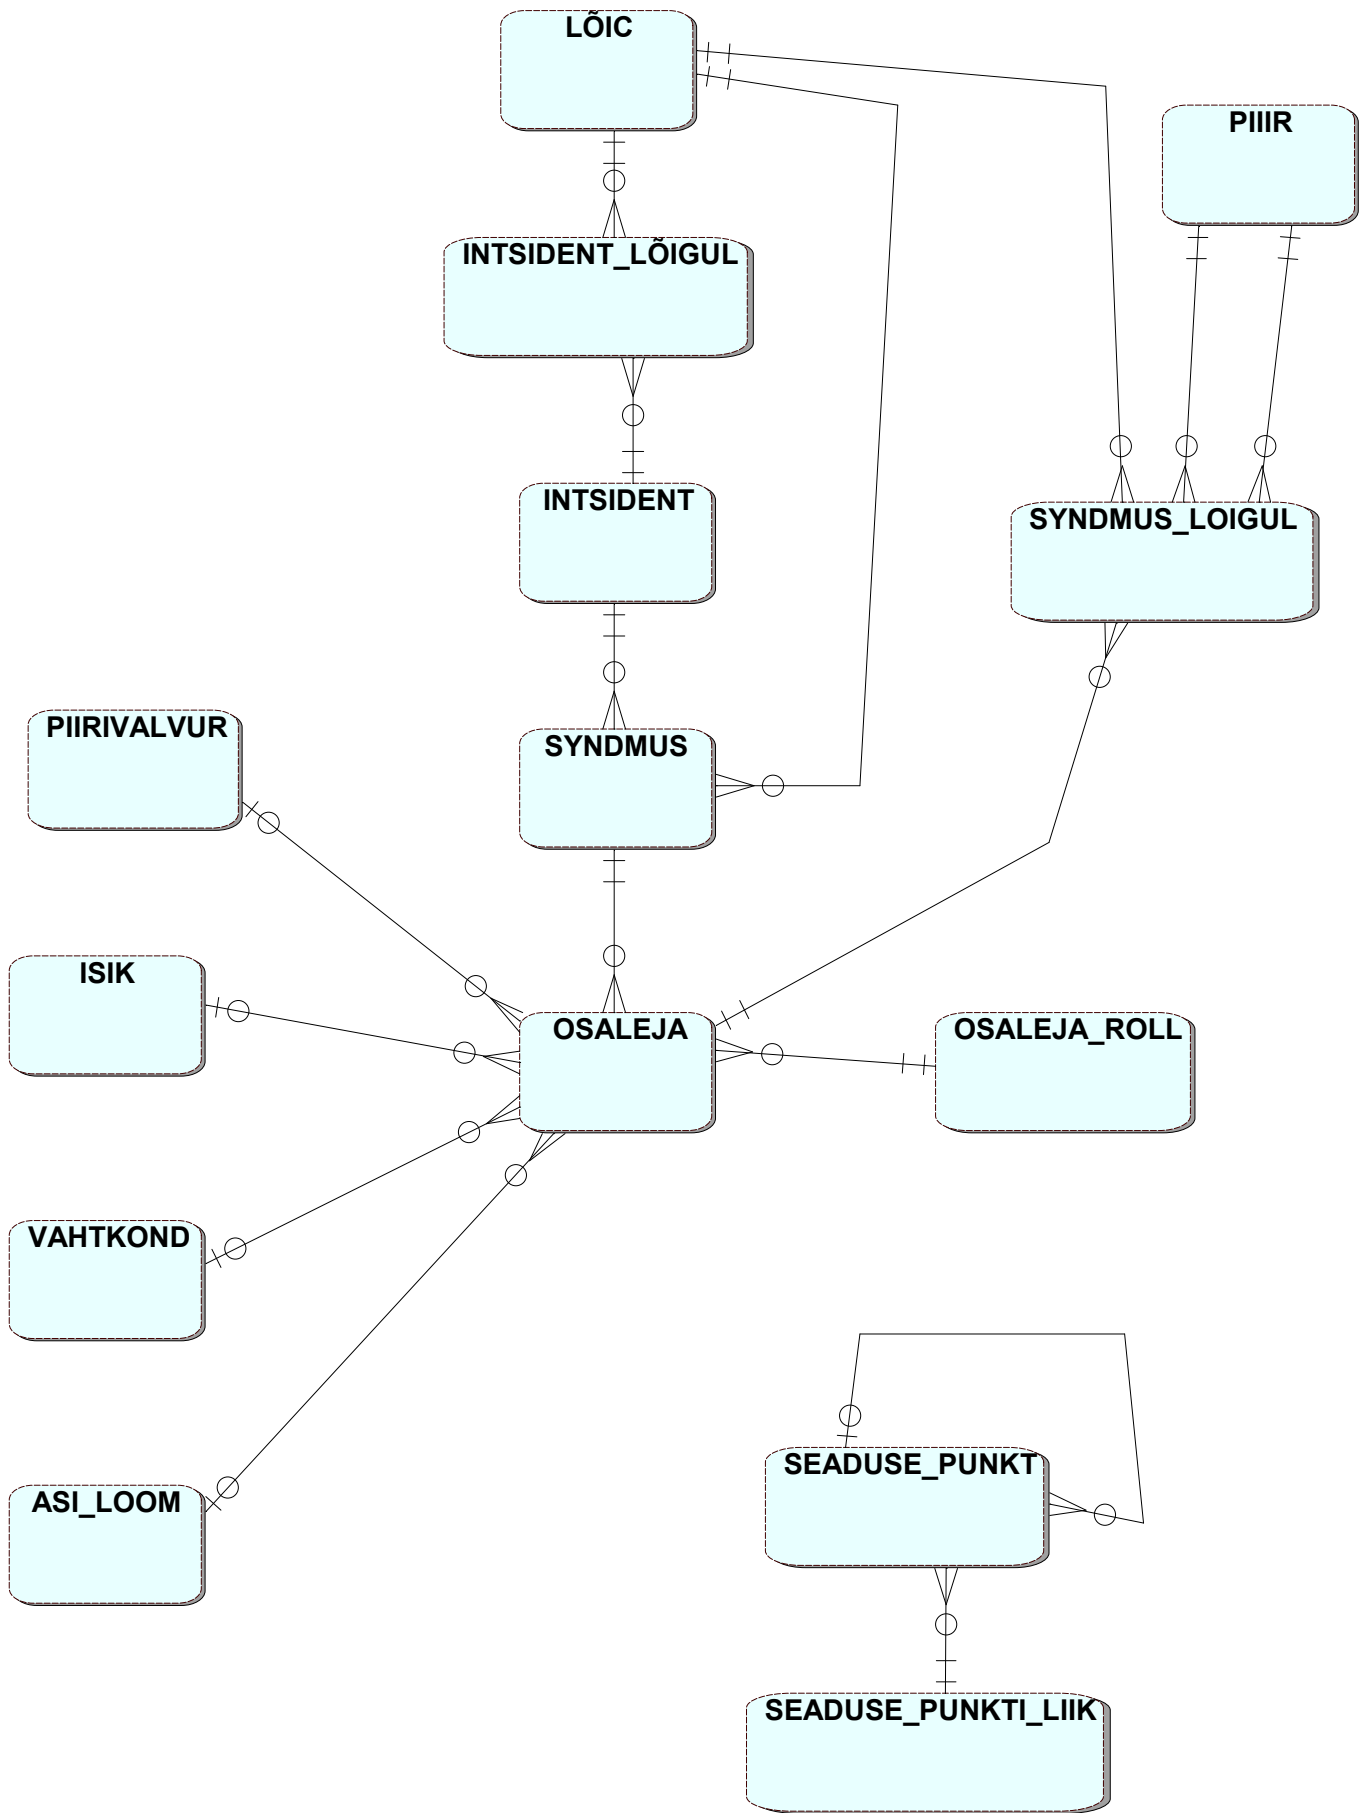 LÕIC
PIIIR
INTSIDENT_LÕIGUL
INTSIDENT
SYNDMUS_LOIGUL
PIIRIVALVUR
SYNDMUS
ISIK
OSALEJA
OSALEJA_ROLL
VAHTKOND
SEADUSE_PUNKT
ASI_LOOM
SEADUSE_PUNKTI_LIIK